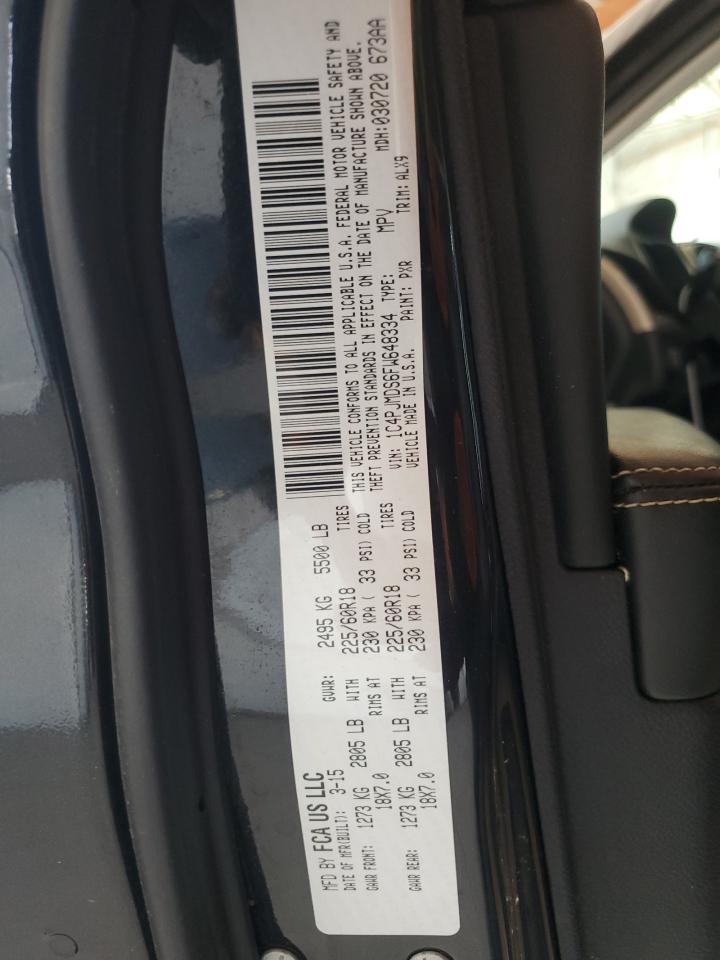 MFD BY FCA US LLC
DATE OF MFR(BUILT): 3-15 GVWR: 2495 KG 5500 LB
GAWR FRONT: 1273 KG 2805 LB WITH 225/60R18 TIRES
18X7.0 RIMS AT 230 KPA ( 33 PSI) COLD
GAWR REAR: 1273 KG 2805 LB WITH 225/60R18 TIRES
18X7.0 RIMS AT 230 KPA ( 33 PSI) COLD
THIS VEHICLE CONFORMS TO ALL APPLICABLE U.S.A. FEDERAL MOTOR VEHICLE SAFETY AND
THEFT PREVENTION STANDARDS IN EFFECT ON THE DATE OF MANUFACTURE SHOWN ABOVE.
VIN: 1C4PJMDS6FW648334 TYPE: MPV MDH:030720 673AA
VEHICLE MADE IN U.S.A. PAINT: PXR TRIM: ALX9